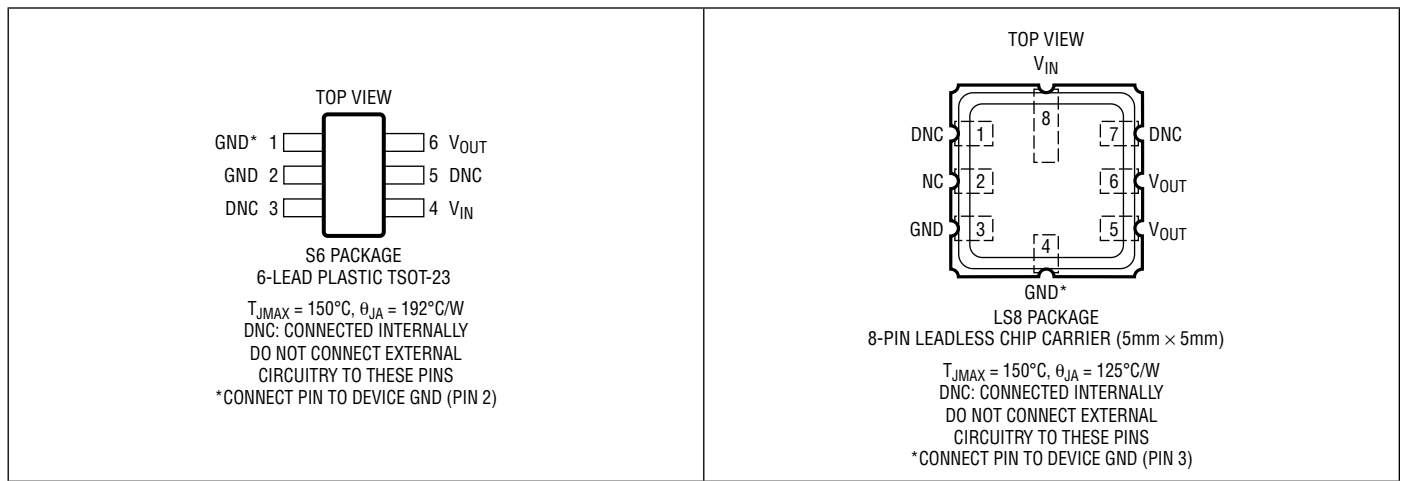 TOP VIEW
GND* 1
6 VOUT
GND 2
5 DNC
DNC 3
4 VIN
S6 PACKAGE
6-LEAD PLASTIC TSOT-23
TJMAX = 150°C, θJA = 192°C/W
DNC: CONNECTED INTERNALLY
DO NOT CONNECT EXTERNAL
CIRCUITRY TO THESE PINS
*CONNECT PIN TO DEVICE GND (PIN 2)
TOP VIEW
VIN
8
DNC 1
7 DNC
NC 2
6 VOUT
GND 3
5 VOUT
4
GND*
LS8 PACKAGE
8-PIN LEADLESS CHIP CARRIER (5mm × 5mm)
TJMAX = 150°C, θJA = 125°C/W
DNC: CONNECTED INTERNALLY
DO NOT CONNECT EXTERNAL
CIRCUITRY TO THESE PINS
*CONNECT PIN TO DEVICE GND (PIN 3)